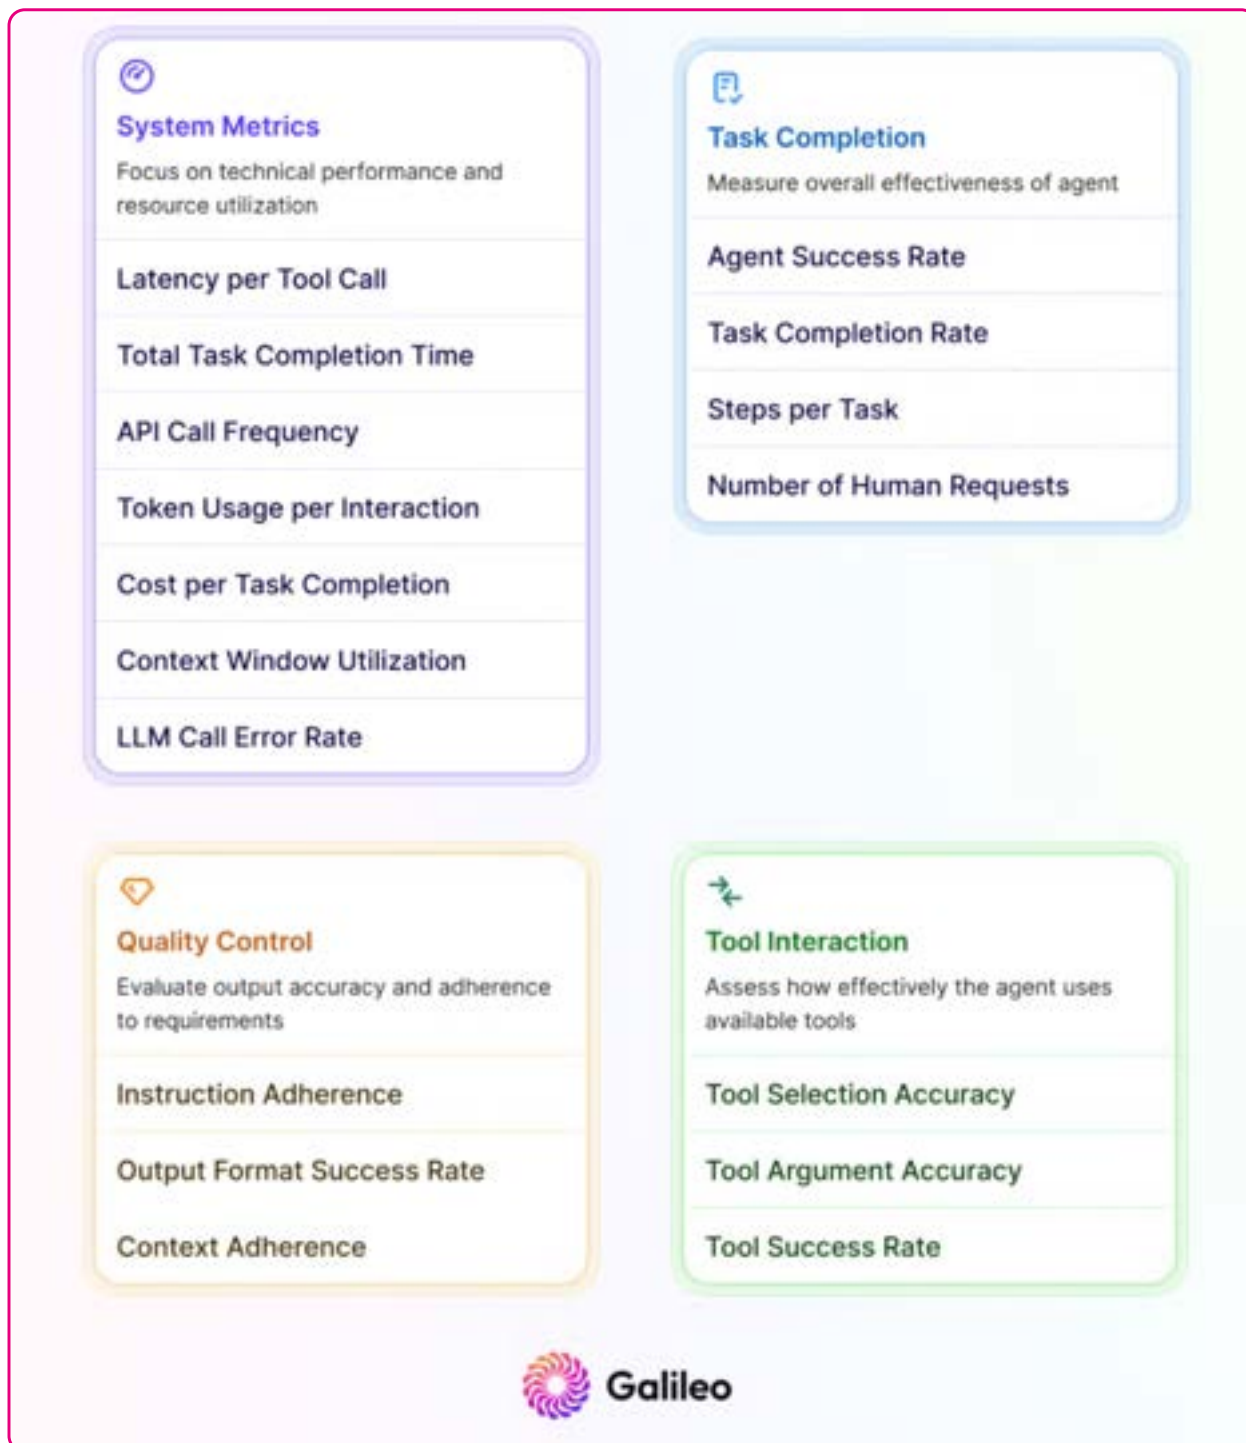 System Metrics
Focus on technical performance and
resource utilization
Latency per Tool Call
Total Task Completion Time
API Call Frequency
Token Usage per Interaction
Cost per Task Completion
Context Window Utilization
LLM Call Error Rate
Task Completion
Measure overall effectiveness of agent
Agent Success Rate
Task Completion Rate
Steps per Task
Number of Human Requests
Quality Control
Evaluate output accuracy and adherence
to requirements
Instruction Adherence
Output Format Success Rate
Context Adherence
Tool Interaction
Assess how effectively the agent uses
available tools
Tool Selection Accuracy
Tool Argument Accuracy
Tool Success Rate
Galileo